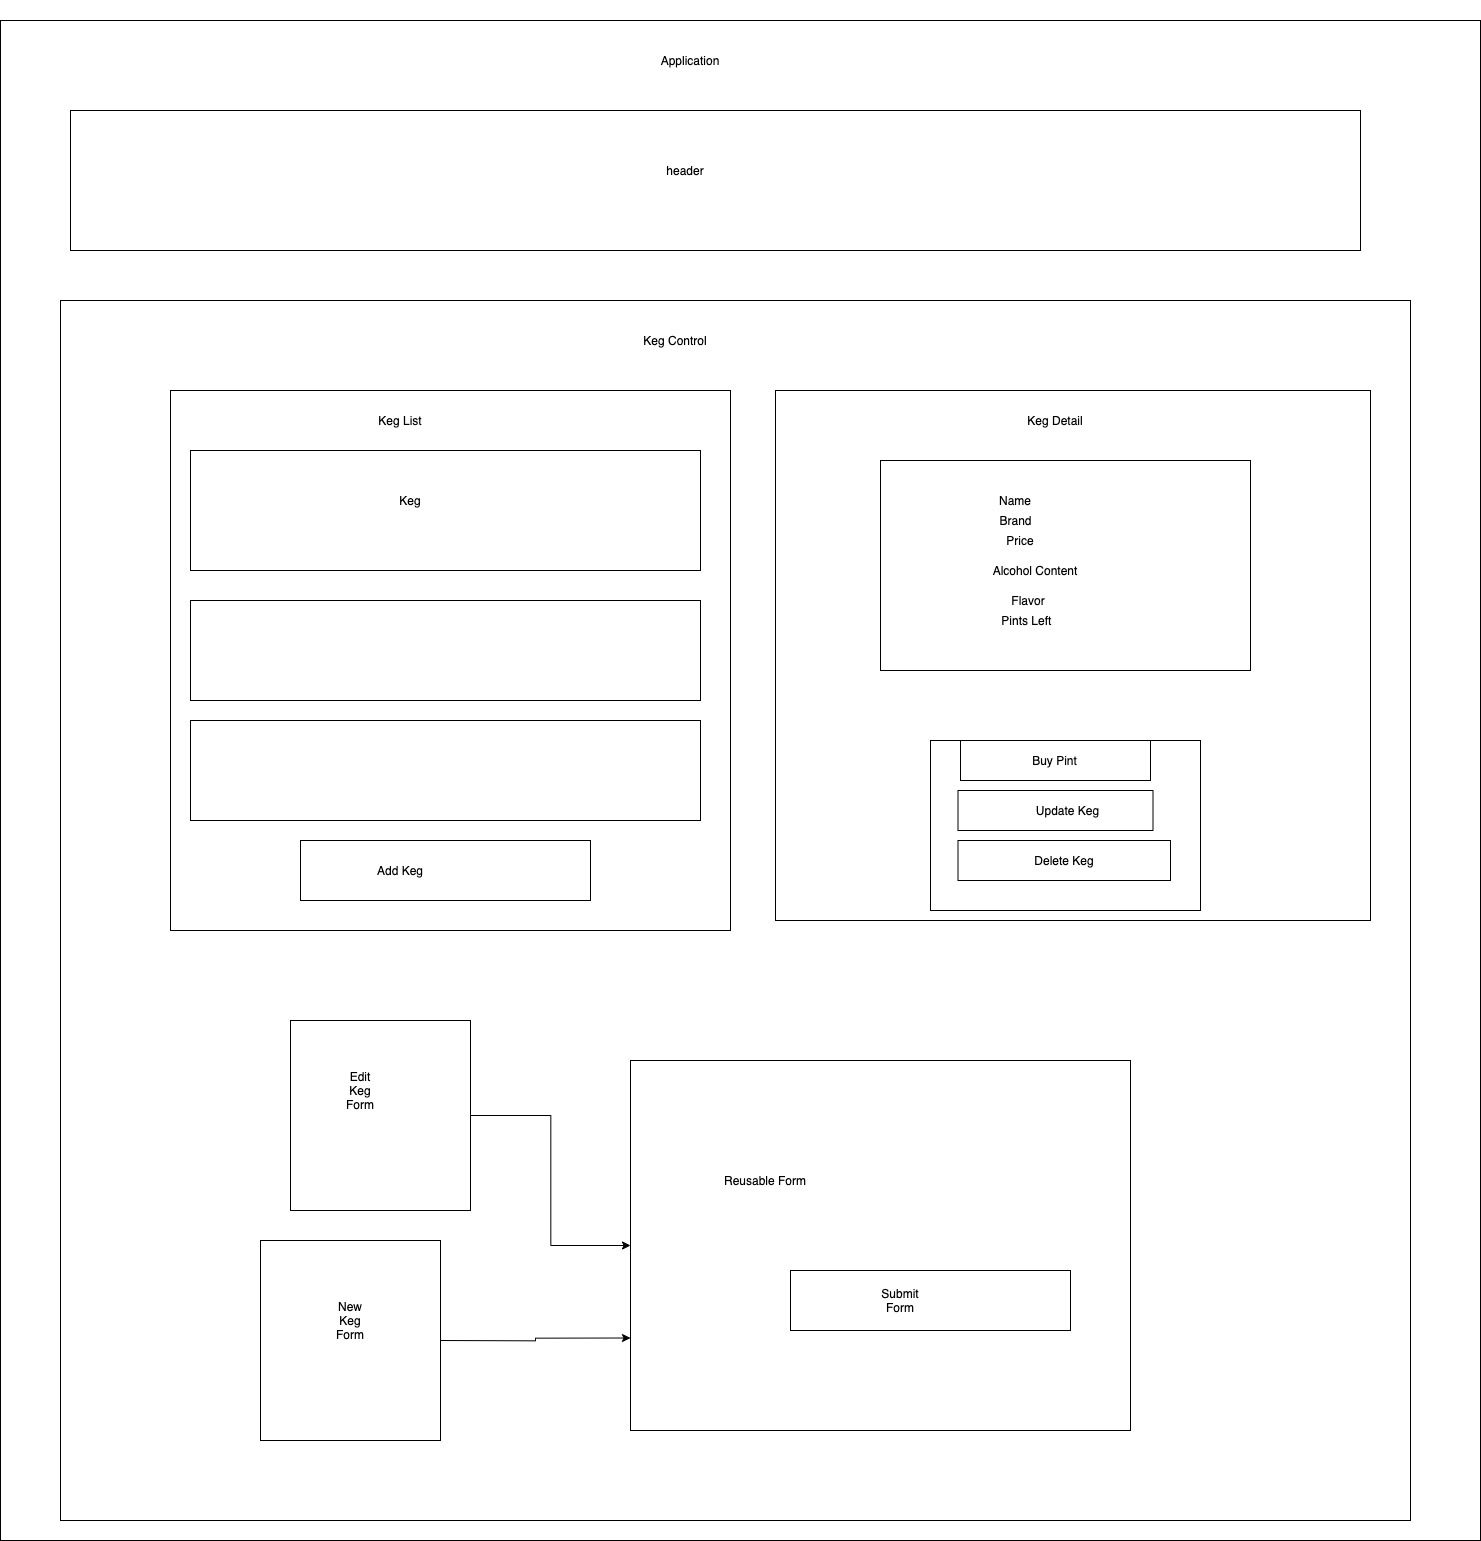 Application
header
Keg Control
Keg List
Keg
Add Keg
Keg Detail
Name
Brand
Price
Alcohol Content
Flavor
Pints Left
Buy Pint
Update Keg
Delete Keg
Edit
Keg
Form
New
Keg
Form
Reusable Form
Submit
Form